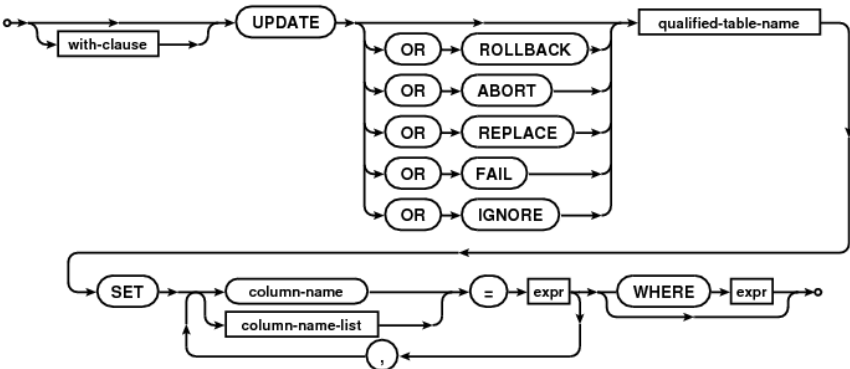 UPDATE qualified-table-name
with-clause
OR ROLLBACK
OR ABORT
OR REPLACE
OR FAIL
OR IGNORE
SET column-name = expr WHERE expr
column-name-list
,